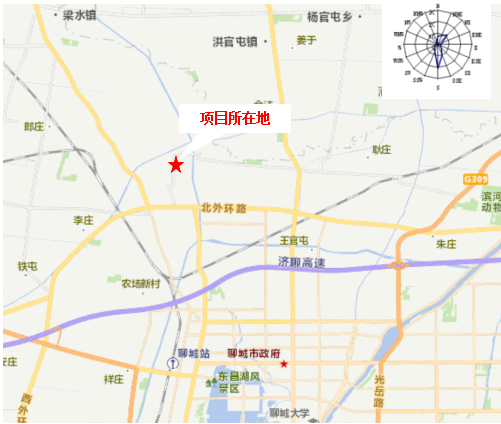 梁水镇
杨官屯乡
洪官屯镇
姜于
项目所在地
郎庄
耿庄
G309
滨河
动物
北外环路
李庄
王官屯
朱庄
铁屯
济聊高速
农场新村
聊城站
聊城市政府
安庄
祥庄
东昌湖风
景区
光岳路
西外环
聊城大学
N
S